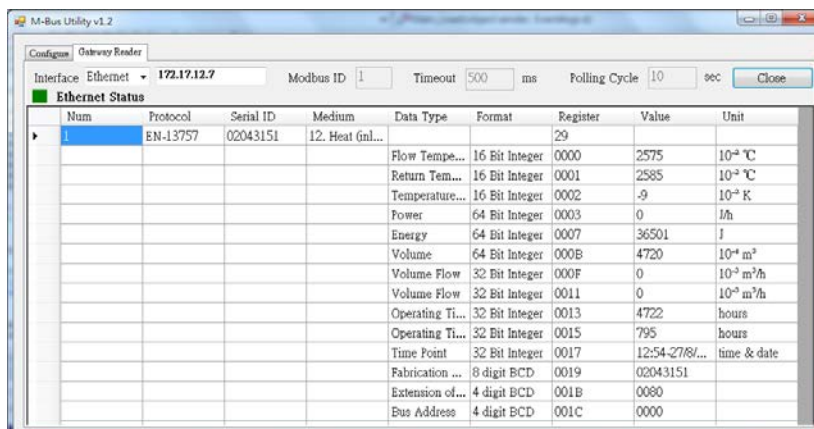 M-Bus Utility v1.2
Configure Gateway Reader
Interface Ethernet 172.17.12.7 Modbus ID 1 Timeout 500 ms Polling Cycle 10 sec Close
Ethernet Status
Num Protocol Serial ID Medium Data Type Format Register Value Unit
1 EN-13757 02043151 12. Heat (inl... 29
Flow Tempe... 16 Bit Integer 0000 2575 10⁻² ℃
Return Tem... 16 Bit Integer 0001 2585 10⁻² ℃
Temperature... 16 Bit Integer 0002 -9 10⁻² K
Power 64 Bit Integer 0003 0 J/h
Energy 64 Bit Integer 0007 36501 J
Volume 64 Bit Integer 000B 4720 10⁻⁴ m³
Volume Flow 32 Bit Integer 000F 0 10⁻³ m³/h
Volume Flow 32 Bit Integer 0011 0 10⁻³ m³/h
Operating Ti... 32 Bit Integer 0013 4722 hours
Operating Ti... 32 Bit Integer 0015 795 hours
Time Point 32 Bit Integer 0017 12:54-27/8/... time & date
Fabrication ... 8 digit BCD 0019 02043151
Extension of... 4 digit BCD 001B 0080
Bus Address 4 digit BCD 001C 0000